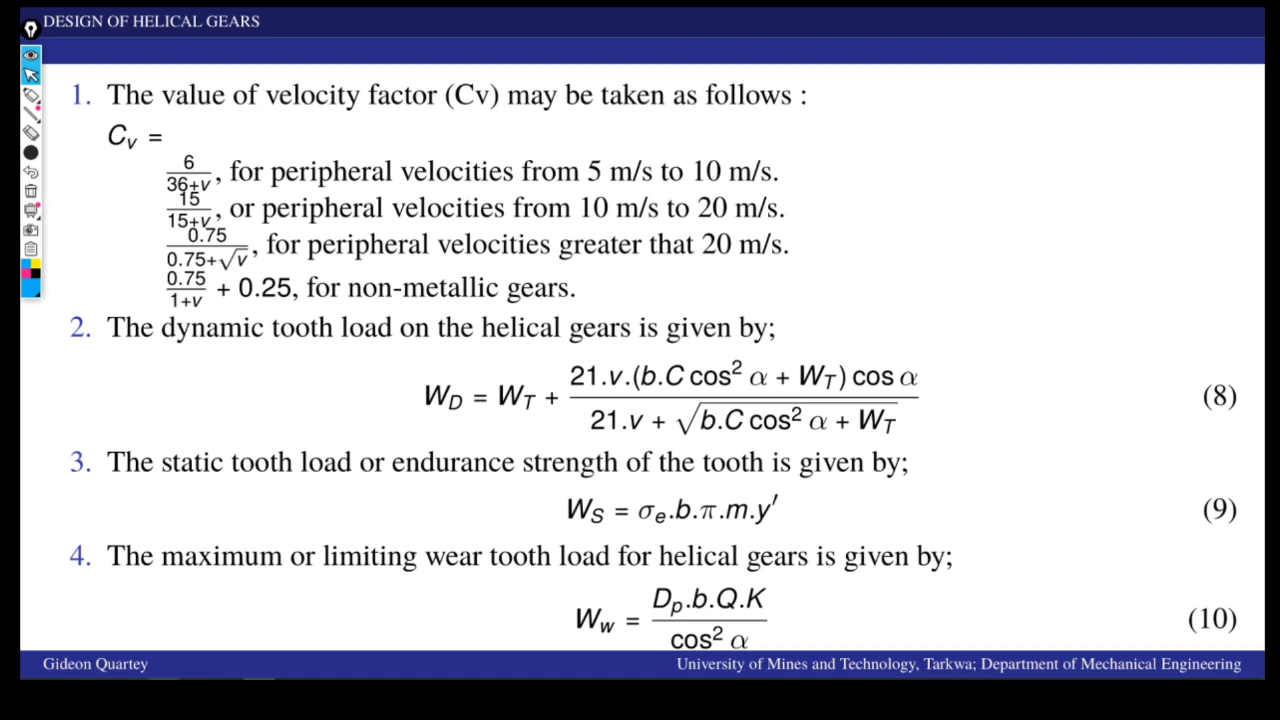 DESIGN OF HELICAL GEARS
1. The value of velocity factor (Cv) may be taken as follows :
Cᵥ =
6/(36+v), for peripheral velocities from 5 m/s to 10 m/s.
15/(15+v), or peripheral velocities from 10 m/s to 20 m/s.
0.75/(0.75+√v), for peripheral velocities greater that 20 m/s.
0.75/(1+v) + 0.25, for non-metallic gears.
2. The dynamic tooth load on the helical gears is given by;
W_D = W_T + (21.v.(b.C cos² α + W_T) cos α)/(21.v + √(b.C cos² α + W_T)) (8)
3. The static tooth load or endurance strength of the tooth is given by;
W_S = σₑ.b.π.m.y′ (9)
4. The maximum or limiting wear tooth load for helical gears is given by;
W_w = (D_p.b.Q.K)/(cos² α) (10)
Gideon Quartey University of Mines and Technology, Tarkwa; Department of Mechanical Engineering